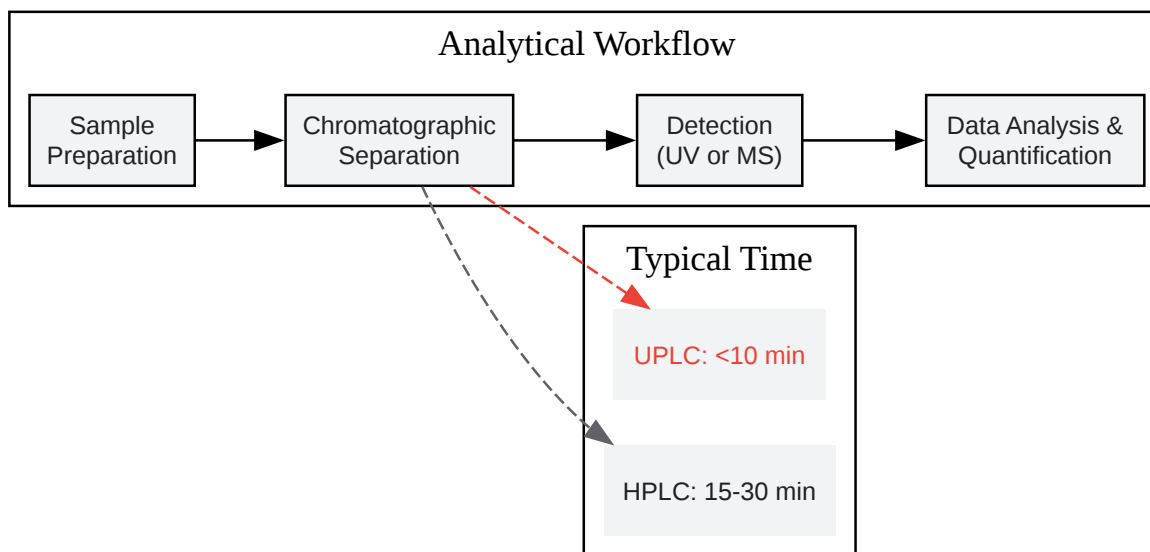 Analytical Workflow
Sample
Preparation
Chromatographic
Separation
Detection
(UV or MS)
Data Analysis &
Quantification
Typical Time
UPLC: <10 min
HPLC: 15-30 min